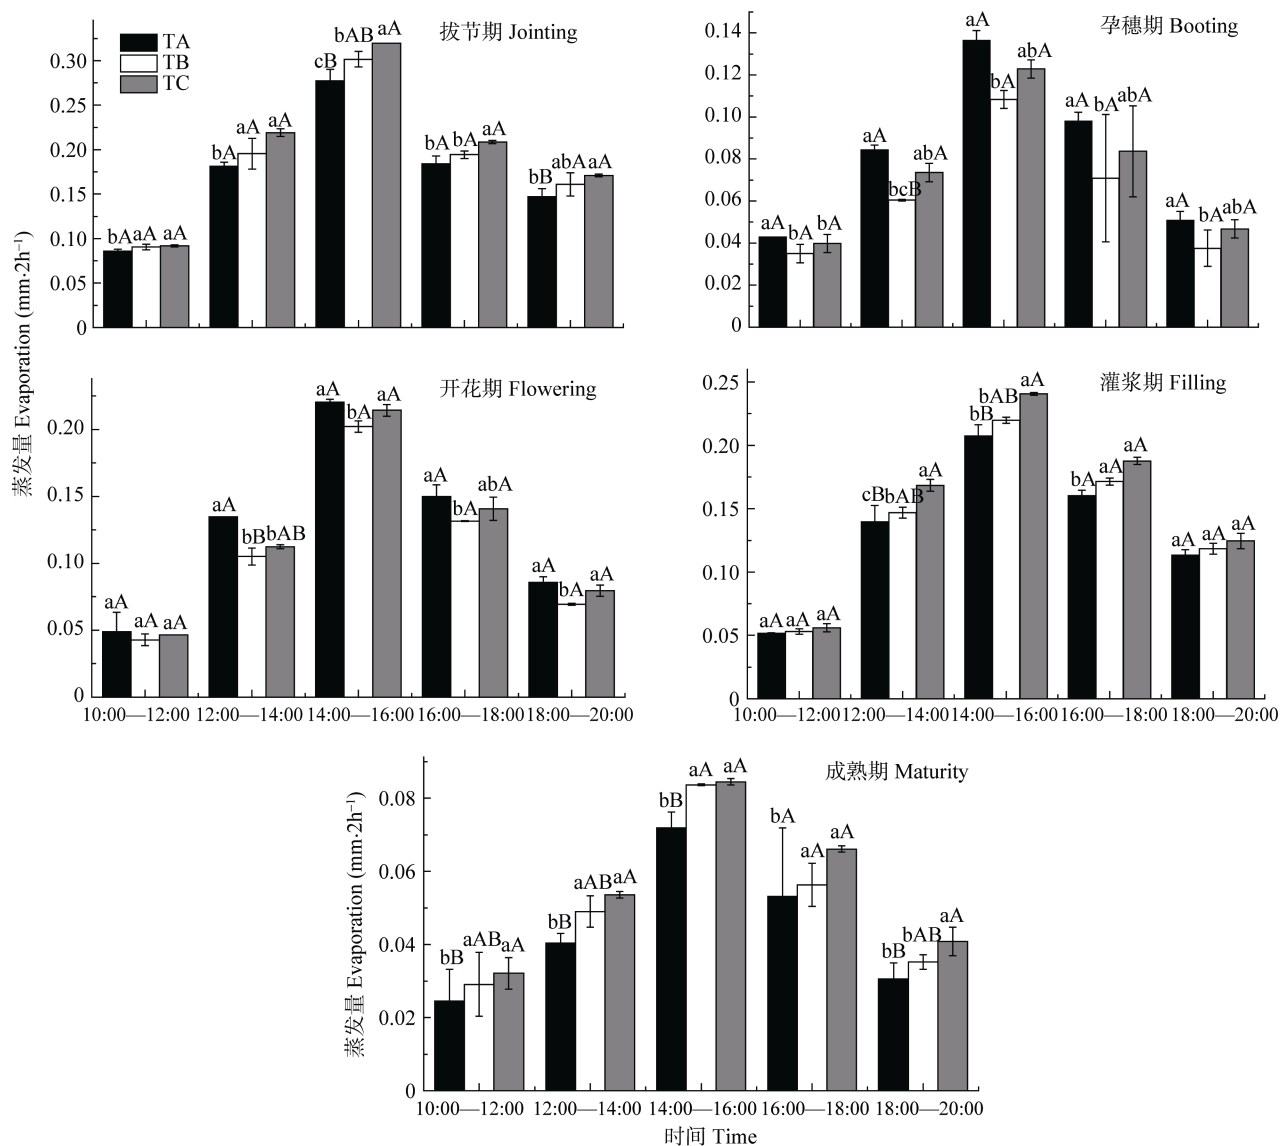 拔节期 Jointing
TA
TB
TC
0.30
0.25
0.20
0.15
0.10
0.05
0
bA aA aA
bA aA aA
cB bAB aA
bA bA aA
bB abA aA
孕穗期 Booting
0.14
0.12
0.10
0.08
0.06
0.04
0.02
0
aA bA bA
aA bcB abA
aA bA abA
aA bA abA
aA bA abA
蒸发量 Evaporation (mm·2h⁻¹)
开花期 Flowering
0.20
0.15
0.10
0.05
0
aA aA aA
aA bB bAB
aA bA aA
aA bA abA
aA bA aA
10:00—12:00 12:00—14:00 14:00—16:00 16:00—18:00 18:00—20:00
灌浆期 Filling
0.25
0.20
0.15
0.10
0.05
0
aA aA aA
cB bAB aA
bB bAB aA
bA aA aA
aA aA aA
10:00—12:00 12:00—14:00 14:00—16:00 16:00—18:00 18:00—20:00
成熟期 Maturity
蒸发量 Evaporation (mm·2h⁻¹)
0.08
0.06
0.04
0.02
0
bB aAB aA
bB aAB aA
bB aA aA
bA aA aA
bB bAB aA
10:00—12:00 12:00—14:00 14:00—16:00 16:00—18:00 18:00—20:00
时间 Time